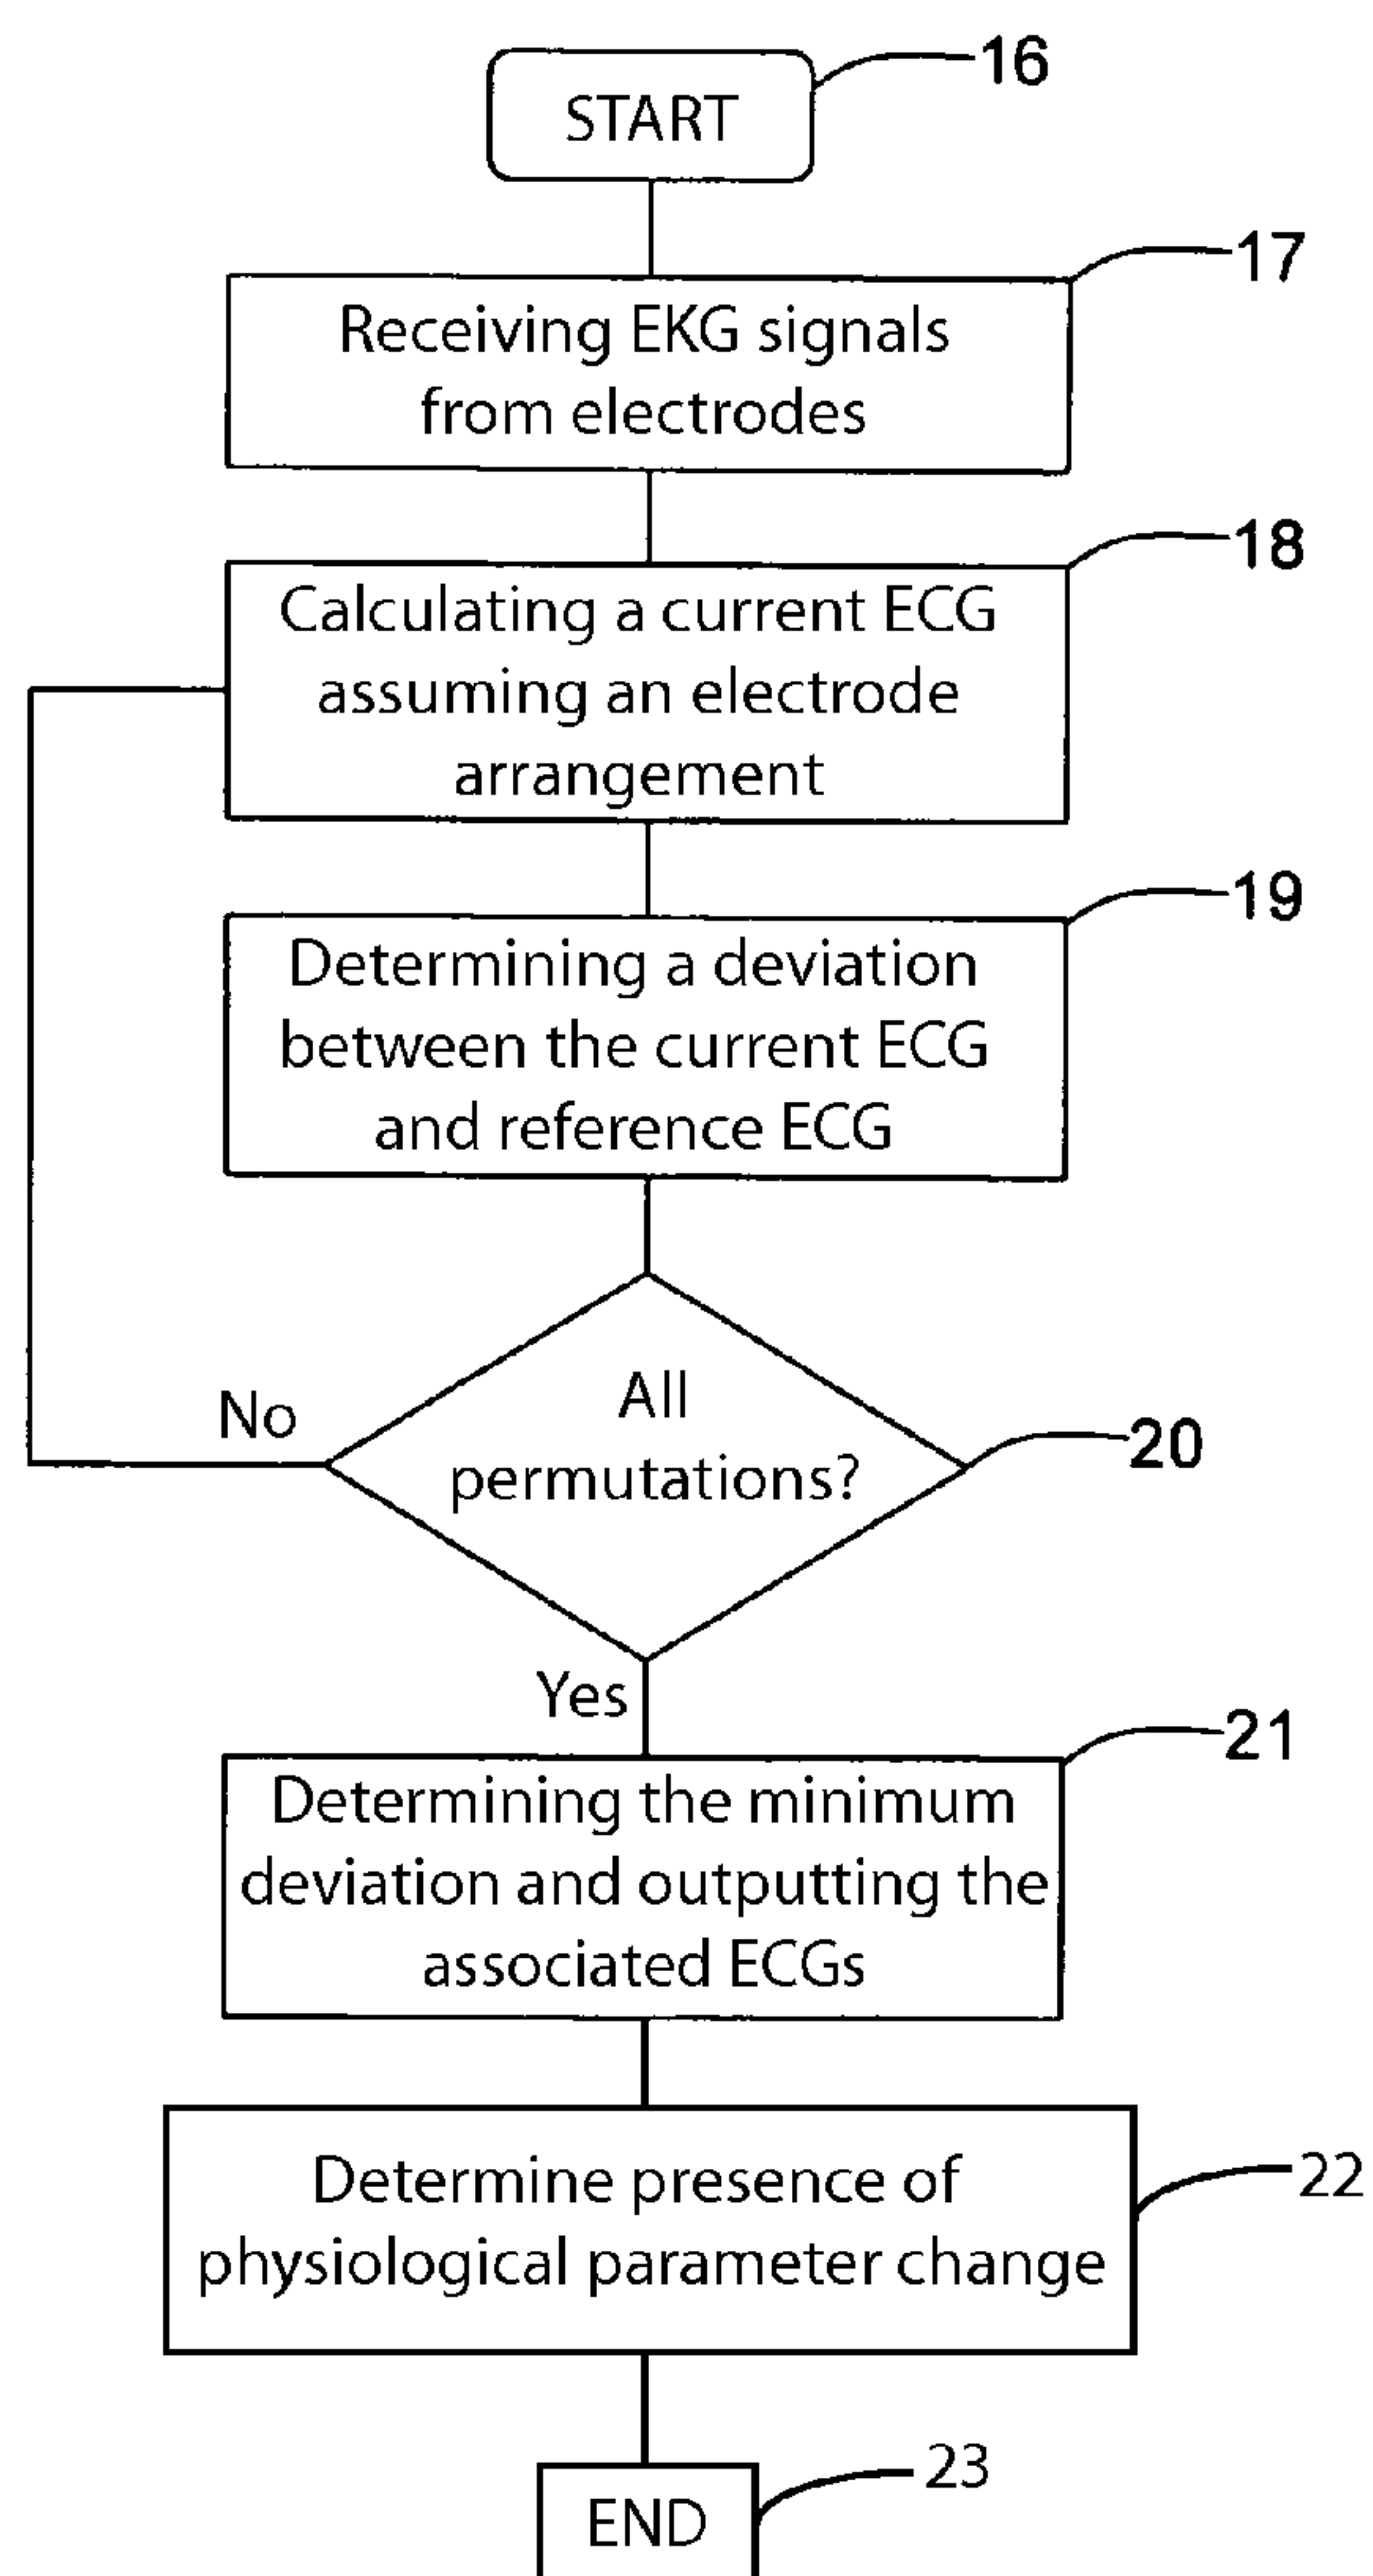 START
16
17
Receiving EKG signals
from electrodes
18
Calculating a current ECG
assuming an electrode
arrangement
19
Determining a deviation
between the current ECG
and reference ECG
No
All
permutations?
20
Yes
21
Determining the minimum
deviation and outputting the
associated ECGs
Determine presence of
physiological parameter change
22
23
END